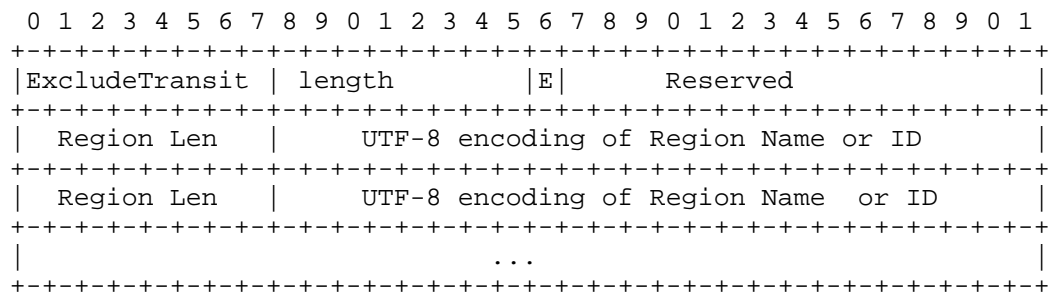 0 1 2 3 4 5 6 7 8 9 0 1 2 3 4 5 6 7 8 9 0 1 2 3 4 5 6 7 8 9 0 1
+-+-+-+-+-+-+-+-+-+-+-+-+-+-+-+-+-+-+-+-+-+-+-+-+-+-+-+-+-+-+-+-+
|ExcludeTransit | length        |E|      Reserved               |
+-+-+-+-+-+-+-+-+-+-+-+-+-+-+-+-+-+-+-+-+-+-+-+-+-+-+-+-+-+-+-+-+
|  Region Len   |     UTF-8 encoding of Region Name or ID       |
+-+-+-+-+-+-+-+-+-+-+-+-+-+-+-+-+-+-+-+-+-+-+-+-+-+-+-+-+-+-+-+-+
|  Region Len   |     UTF-8 encoding of Region Name  or ID      |
+-+-+-+-+-+-+-+-+-+-+-+-+-+-+-+-+-+-+-+-+-+-+-+-+-+-+-+-+-+-+-+-+
|                             ...                               |
+-+-+-+-+-+-+-+-+-+-+-+-+-+-+-+-+-+-+-+-+-+-+-+-+-+-+-+-+-+-+-+-+